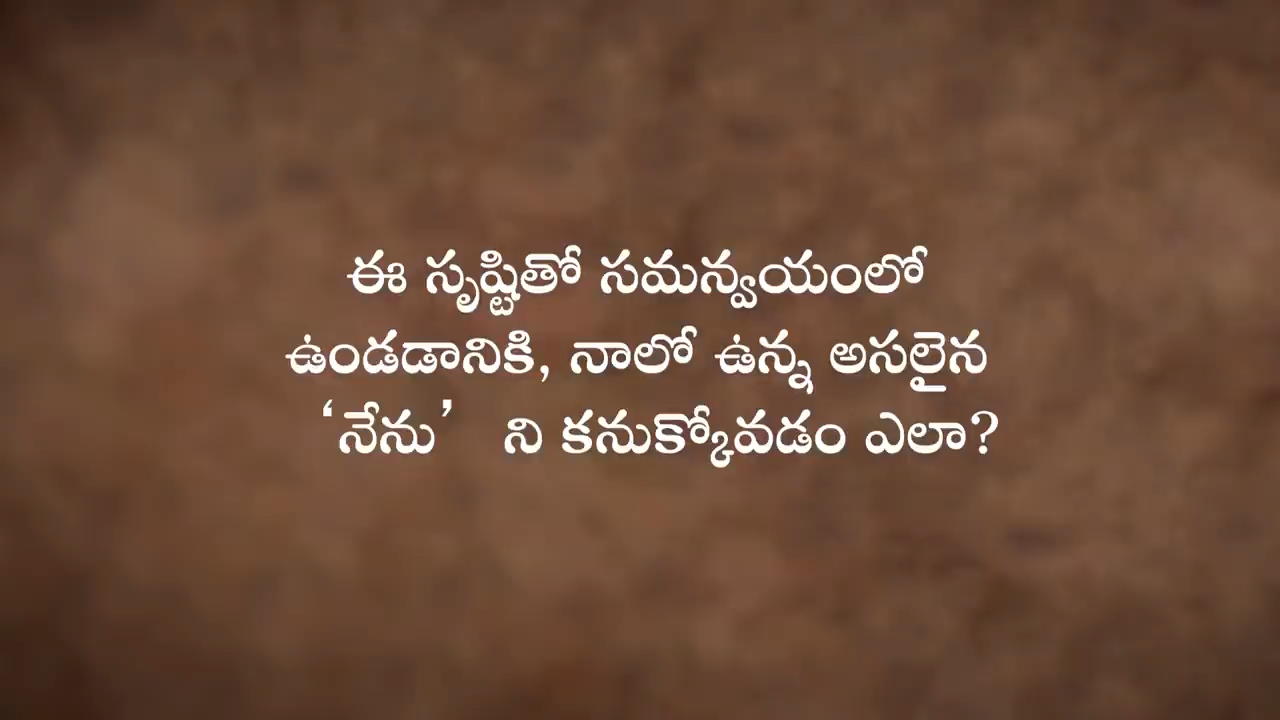 ఈ సృష్టితో సమన్వయంలో
ఉండడానికి, నాలో ఉన్న అసలైన
‘నేను’ ని కనుక్కోవడం ఎలా?